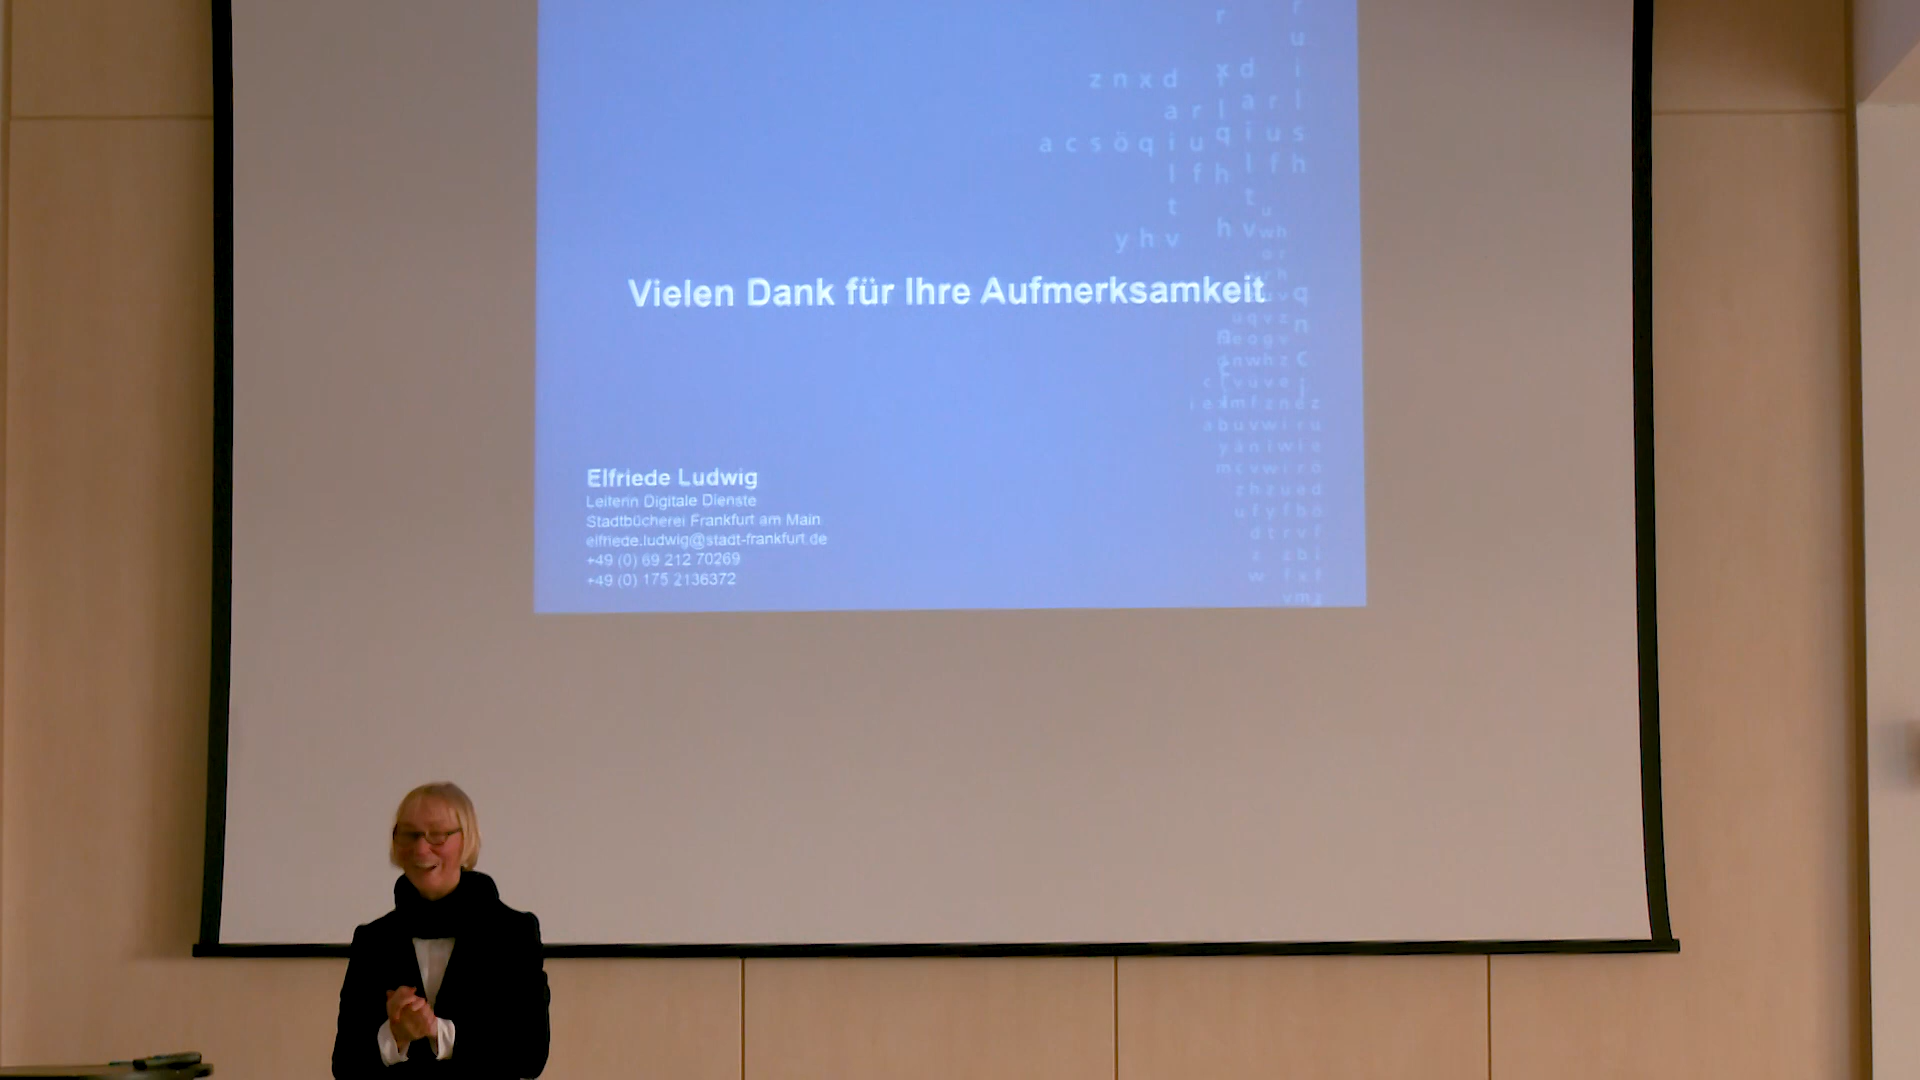 r
r
u
z n x d
x d
i
a r l
a r l
a c s ö q i u
q i u s
l f h
l f h
t
t
u
y h v
h v
w h
o r
Vielen Dank für Ihre Aufmerksamkeit
q
u q v z
n
e o g v
n w h z
c
v u v e
m f z n e z
a b u v w i r u
y ä n i w i e
m c v w i r ö
z h z u e d
u f y f h ö
d t r v f
z z b i
w f x f
v m a
Elfriede Ludwig
Leiterin Digitale Dienste
Stadtbücherei Frankfurt am Main
elfriede.ludwig@stadt-frankfurt.de
+49 (0) 69 212 70269
+49 (0) 175 2136372